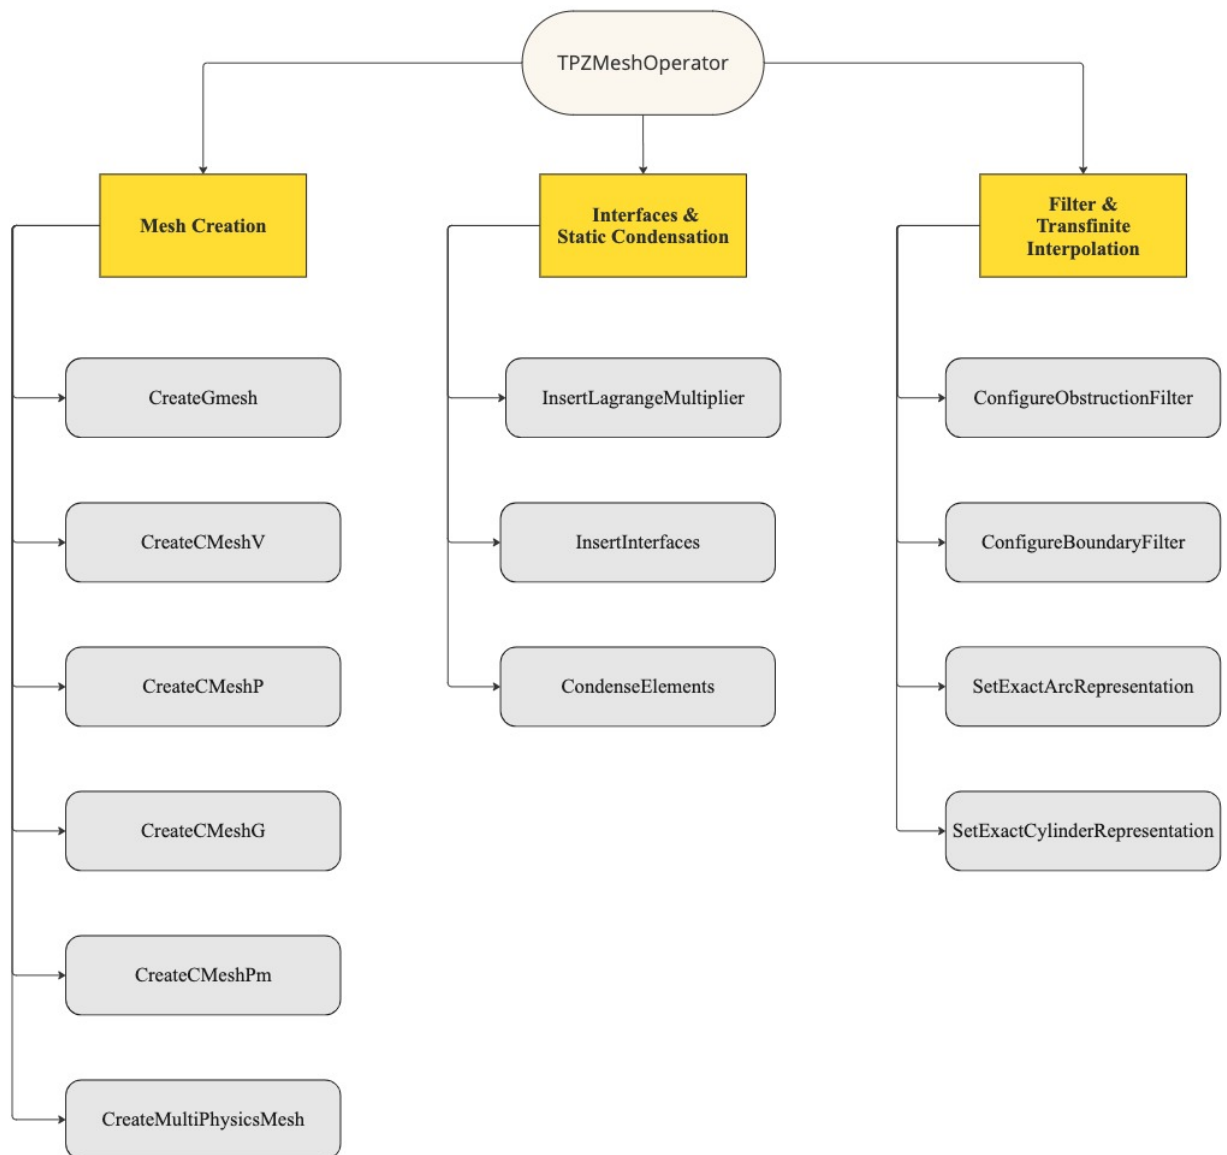 TPZMeshOperator
Mesh Creation
CreateGmesh
CreateCMeshV
CreateCMeshP
CreateCMeshG
CreateCMeshPm
CreateMultiPhysicsMesh
Interfaces &
Static Condensation
InsertLagrangeMultiplier
InsertInterfaces
CondenseElements
Filter &
Transfinite
Interpolation
ConfigureObstructionFilter
ConfigureBoundaryFilter
SetExactArcRepresentation
SetExactCylinderRepresentation